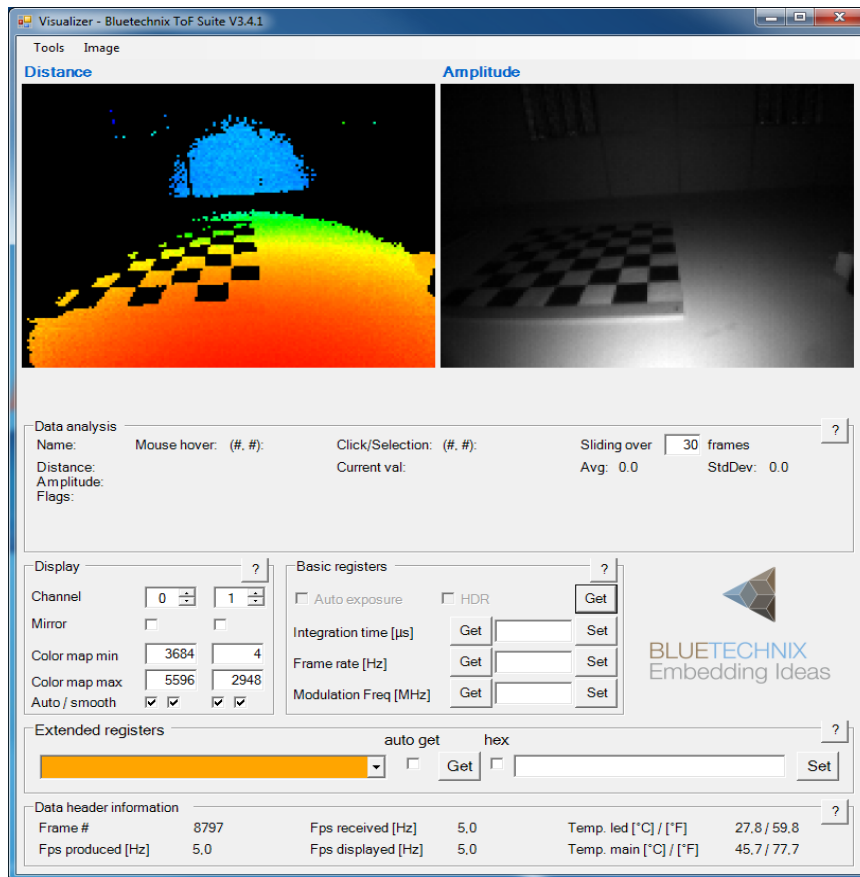 Visualizer - Bluetechnix ToF Suite V3.4.1
Tools Image
Distance Amplitude
Data analysis ?
Name: Mouse hover: (#, #): Click/Selection: (#, #): Sliding over 30 frames
Distance: Current val: Avg: 0.0 StdDev: 0.0
Amplitude:
Flags:
Display ? Basic registers ?
Channel 0 1 Auto exposure HDR Get
Mirror Integration time [µs] Get Set
Color map min 3684 4 Frame rate [Hz] Get Set
Color map max 5596 2948 Modulation Freq [MHz] Get Set
Auto / smooth
BLUETECHNIX
Embedding Ideas
Extended registers ?
auto get hex
Get Set
Data header information ?
Frame # 8797 Fps received [Hz] 5,0 Temp. led [°C] / [°F] 27,8 / 59,8
Fps produced [Hz] 5,0 Fps displayed [Hz] 5,0 Temp. main [°C] / [°F] 45,7 / 77,7